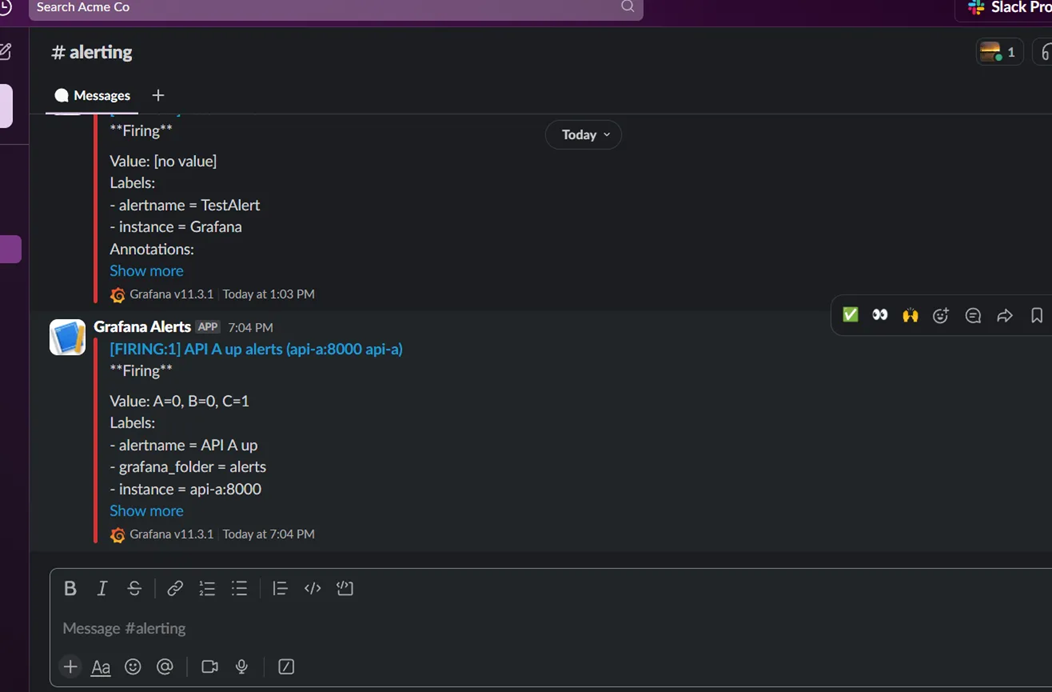 Search Acme Co
Slack Pro
# alerting
1
Messages
Today
**Firing**
Value: [no value]
Labels:
- alertname = TestAlert
- instance = Grafana
Annotations:
Show more
Grafana v11.3.1 Today at 1:03 PM
Grafana Alerts APP 7:04 PM
[FIRING:1] API A up alerts (api-a:8000 api-a)
**Firing**
Value: A=0, B=0, C=1
Labels:
- alertname = API A up
- grafana_folder = alerts
- instance = api-a:8000
Show more
Grafana v11.3.1 Today at 7:04 PM
B I S
Message #alerting
Aa @